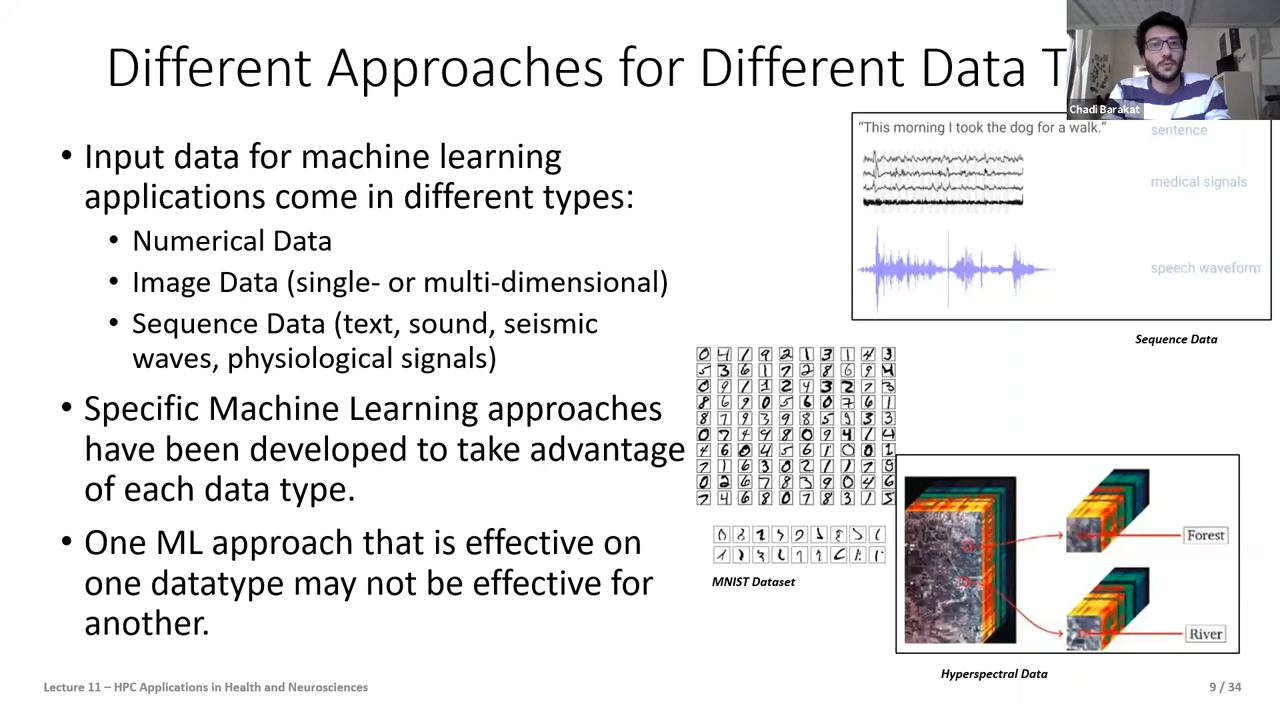 Different Approaches for Different Data T
Chadi Barakat
• Input data for machine learning
applications come in different types:
• Numerical Data
• Image Data (single- or multi-dimensional)
• Sequence Data (text, sound, seismic
waves, physiological signals)
• Specific Machine Learning approaches
have been developed to take advantage
of each data type.
• One ML approach that is effective on
one datatype may not be effective for
another.
“This morning I took the dog for a walk.”
sentence
medical signals
speech waveform
Sequence Data
MNIST Dataset
Forest
River
Hyperspectral Data
Lecture 11 – HPC Applications in Health and Neurosciences
9 / 34